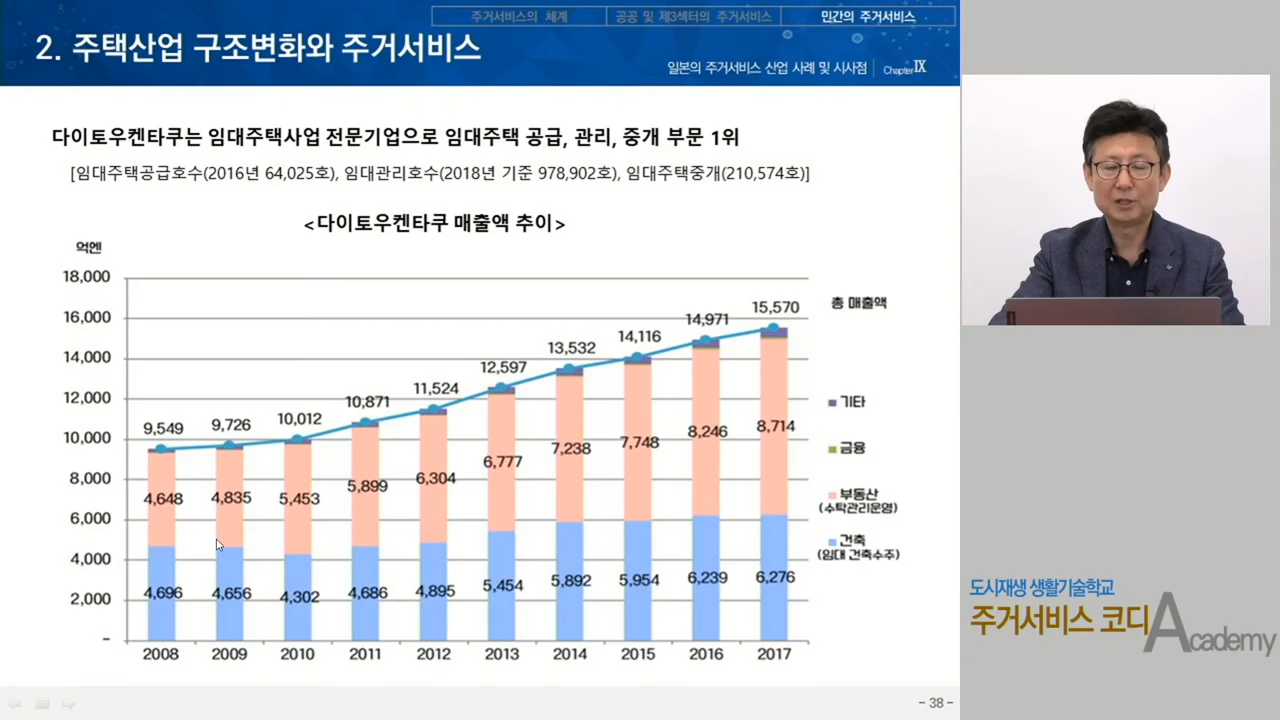 주거서비스의 체계
공공 및 제3섹터의 주거서비스
민간의 주거서비스
2. 주택산업 구조변화와 주거서비스
일본의 주거서비스 산업 사례 및 시사점
Chapter Ⅸ
다이토우켄타쿠는 임대주택사업 전문기업으로 임대주택 공급, 관리, 중개 부문 1위
[임대주택공급호수(2016년 64,025호), 임대관리호수(2018년 기준 978,902호), 임대주택중개(210,574호)]
<다이토우켄타쿠 매출액 추이>
억엔
18,000
16,000
14,000
12,000
10,000
8,000
6,000
4,000
2,000
–
9,549
9,726
10,012
10,871
11,524
12,597
13,532
14,116
14,971
15,570
4,648
4,835
5,453
5,899
6,304
6,777
7,238
7,748
8,246
8,714
4,696
4,656
4,302
4,686
4,895
5,454
5,892
5,954
6,239
6,276
2008 2009 2010 2011 2012 2013 2014 2015 2016 2017
총 매출액
기타
금융
부동산
(수탁관리운영)
건축
(임대 건축수주)
- 38 -
도시재생 생활기술학교
주거서비스 코디 Academy